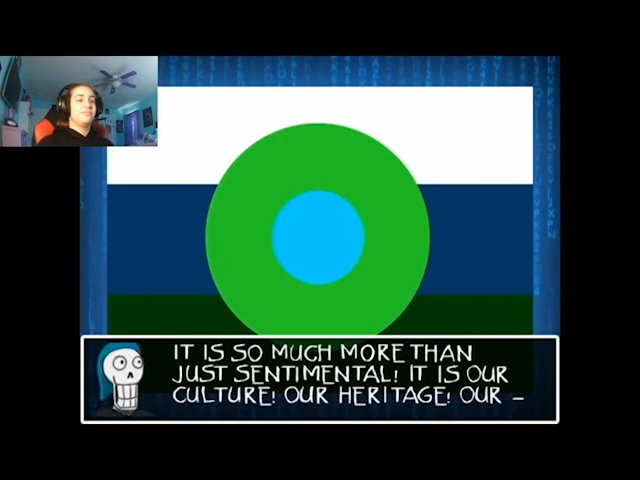 IT IS SO MUCH MORE THAN
JUST SENTIMENTAL! IT IS OUR
CULTURE! OUR HERITAGE! OUR –